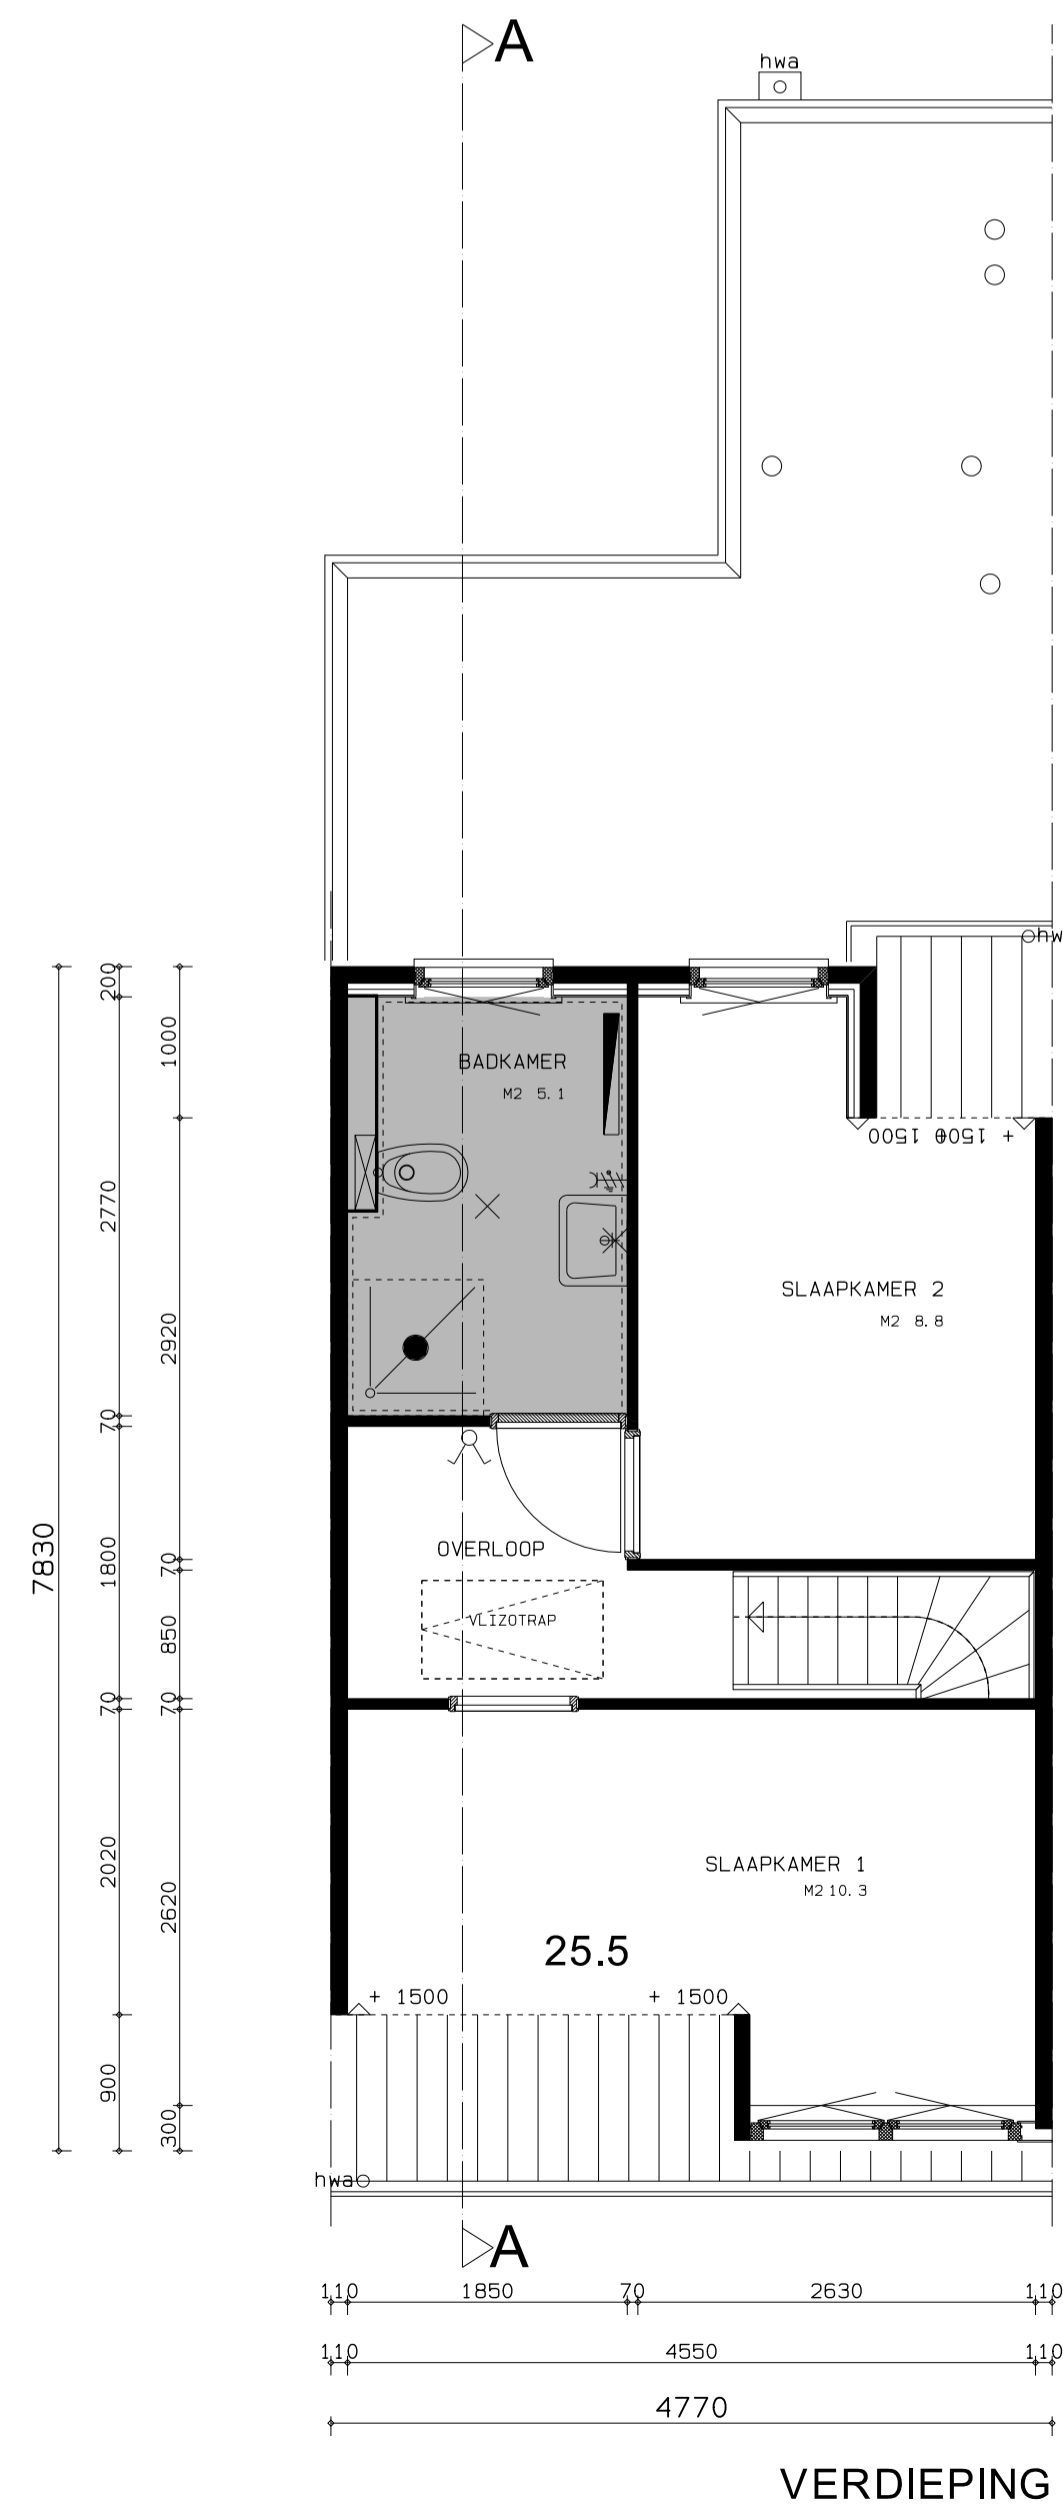 A
hwa
hw
200
1000
BADKAMER
M2 5.1
+ 1500
+ 1500
2770
SLAAPKAMER 2
M2 8.8
2920
70
7830
1800
70
OVERLOOP
850
VLIZOTRAP
70
70
2020
2620
SLAAPKAMER 1
M2 10.3
25.5
+ 1500
+ 1500
900
300
hwa
A
110
1850
70
2630
110
110
4550
110
4770
VERDIEPING